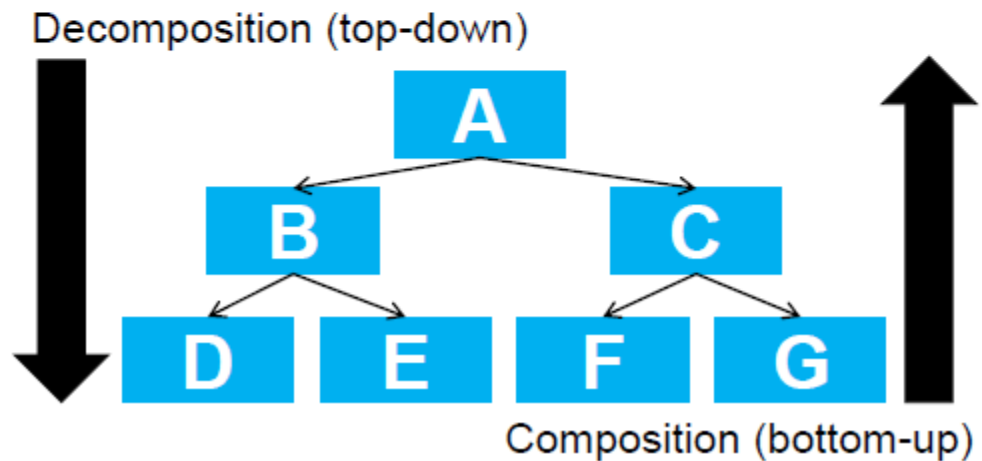 Decomposition (top-down)
A
B C
D E F G
Composition (bottom-up)